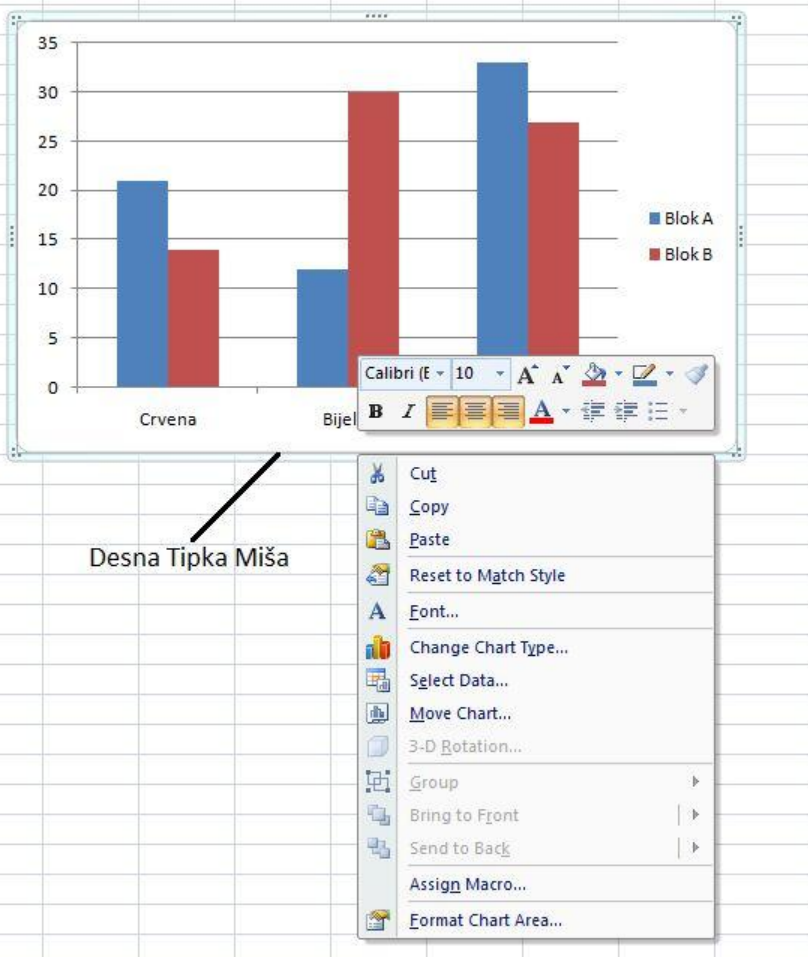 35
30
25
20
15
10
5
0
Blok A
Blok B
Crvena
Bijel
Calibri (E
10
A A
B I A
Desna Tipka Miša
Cut
Copy
Paste
Reset to Match Style
A Font...
Change Chart Type...
Select Data...
Move Chart...
3-D Rotation...
Group
Bring to Front
Send to Back
Assign Macro...
Format Chart Area...